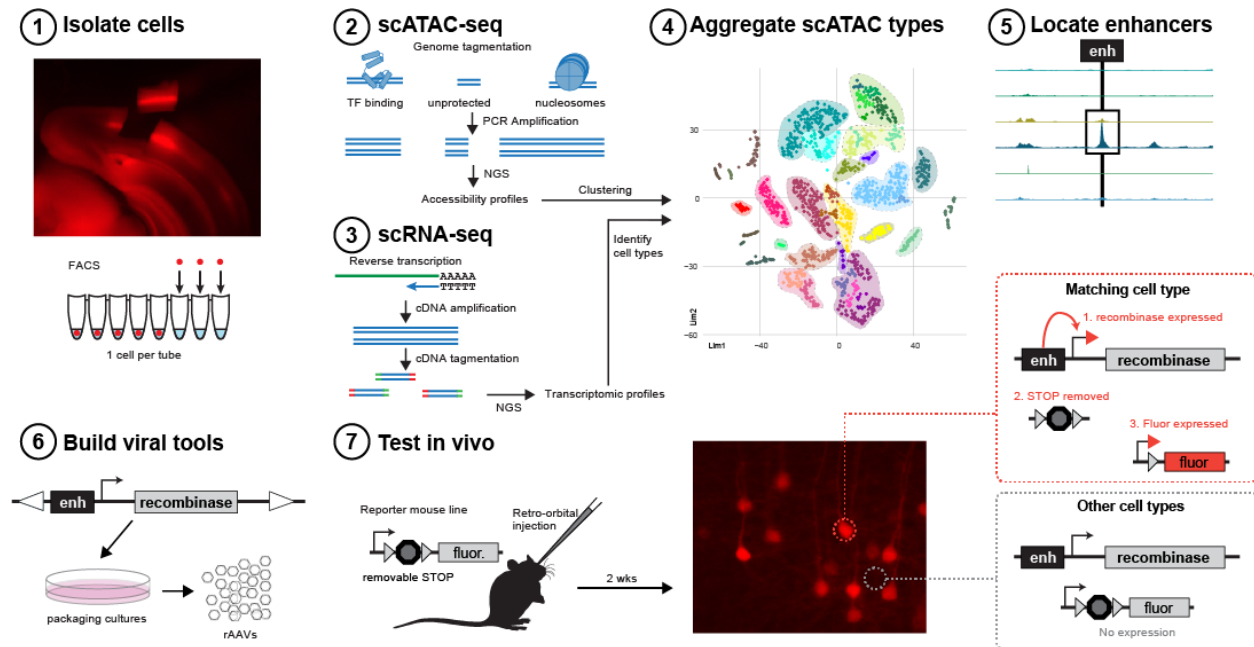 1 Isolate cells
FACS
1 cell per tube
2 scATAC-seq
Genome tagmentation
TF binding
unprotected
nucleosomes
PCR Amplification
NGS
Accessibility profiles
Clustering
3 scRNA-seq
Reverse transcription
AAAAA
TTTTT
cDNA amplification
cDNA tagmentation
NGS
Transcriptomic profiles
Identify
cell types
4 Aggregate scATAC types
30
0
−30
−60
Lim2
Lim1
−40
0
40
5 Locate enhancers
enh
Matching cell type
1. recombinase expressed
enh
recombinase
2. STOP removed
3. Fluor expressed
fluor
Other cell types
enh
recombinase
fluor
No expression
6 Build viral tools
enh
recombinase
packaging cultures
rAAVs
7 Test in vivo
Reporter mouse line
fluor.
removable STOP
Retro-orbital
injection
2 wks